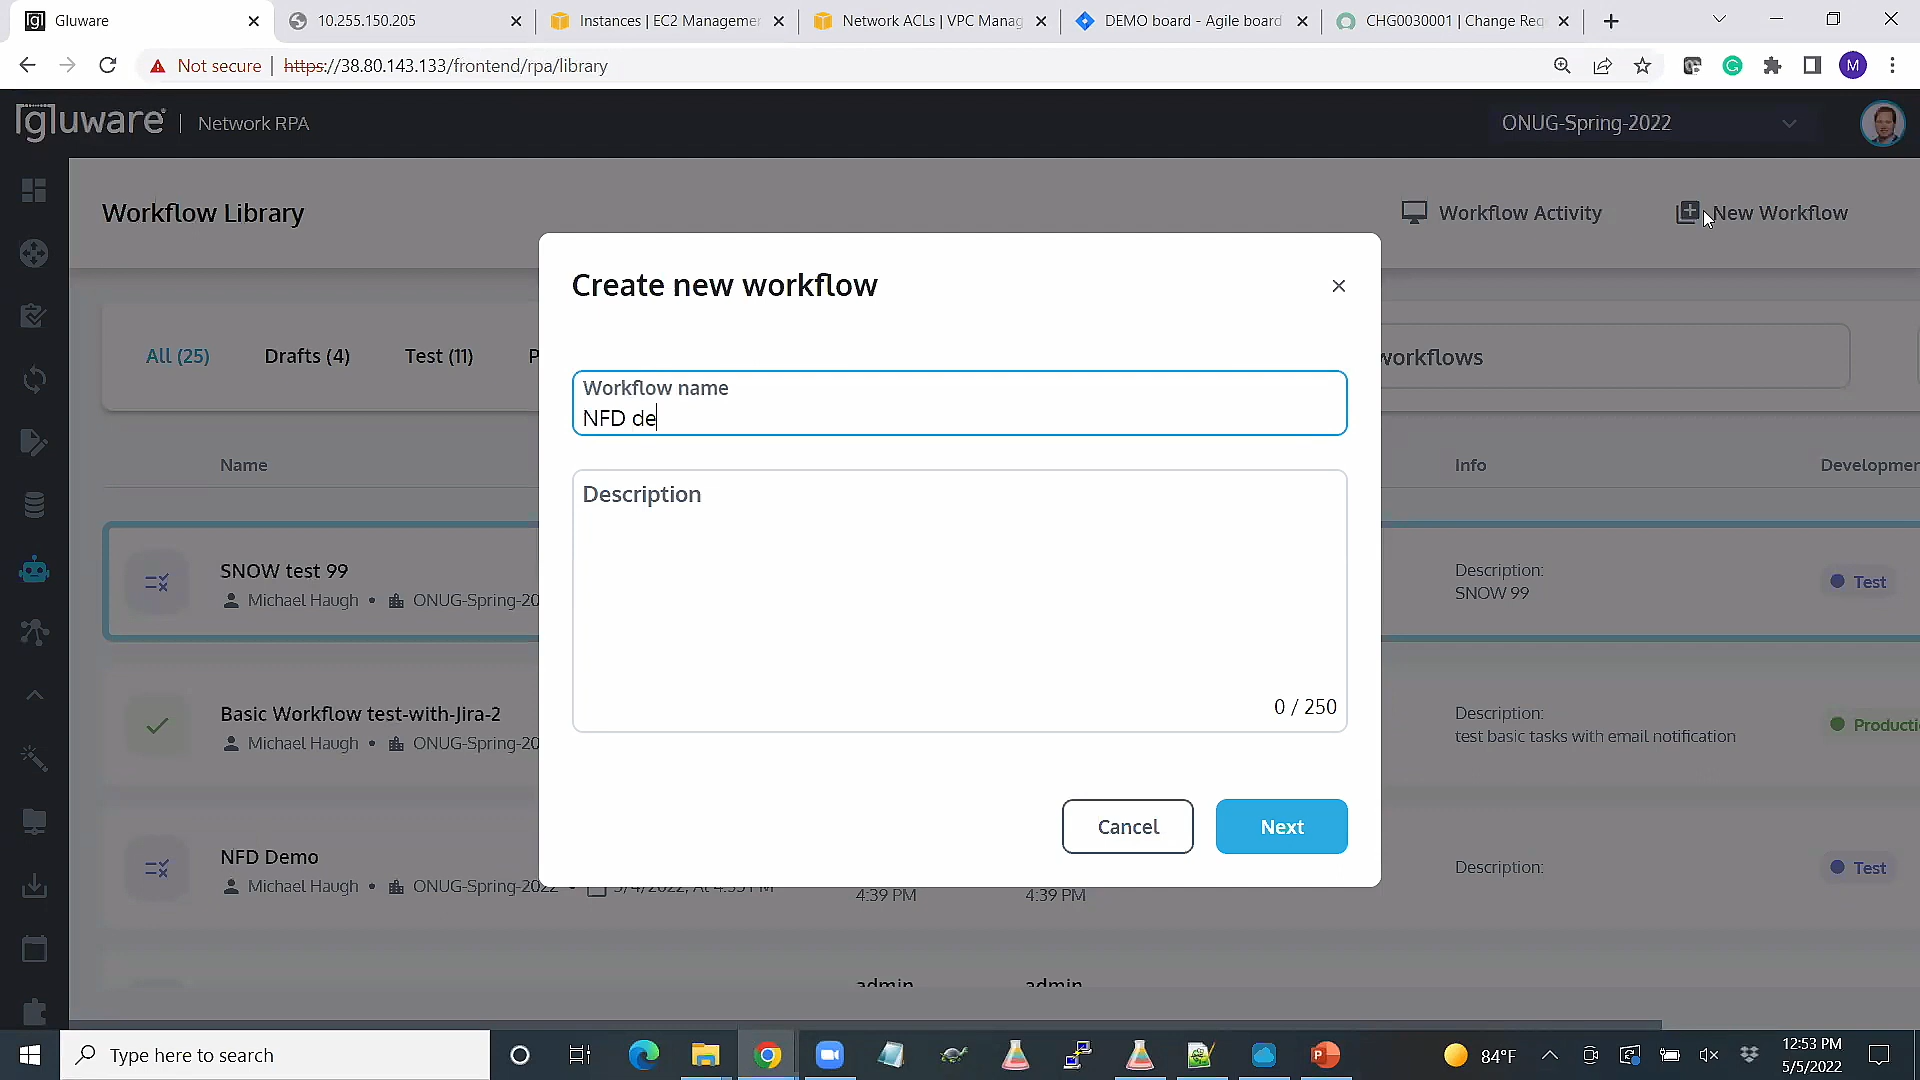 Gluware
10.255.150.205
Instances | EC2 Managemer
Network ACLs | VPC Manag
DEMO board - Agile board
CHG0030001 | Change Req
Not secure | https://38.80.143.133/frontend/rpa/library
M
gluware | Network RPA
ONUG-Spring-2022
Workflow Library
Workflow Activity
New Workflow
Create new workflow
All (25)
Drafts (4)
Test (11)
P
workflows
Workflow name
NFD de
Name
Info
Developmer
Description
0 / 250
SNOW test 99
Michael Haugh • ONUG-Spring-20
Description:
SNOW 99
Test
Basic Workflow test-with-Jira-2
Michael Haugh • ONUG-Spring-20
Description:
test basic tasks with email notification
Producti
Cancel
Next
NFD Demo
Michael Haugh • ONUG-Spring-2022
4:39 PM
4:39 PM
Description:
Test
admin
admin
Type here to search
84°F
12:53 PM
5/5/2022